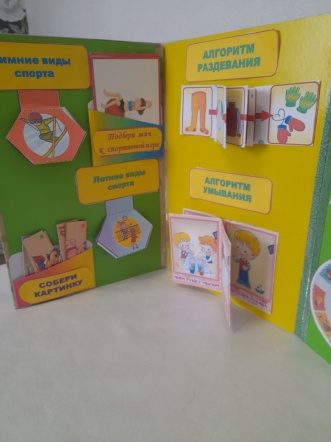 имние виды
спорта
Подбери мяч
к спортивной игре
Летние виды
спорта
СОБЕРИ
КАРТИНКУ
АЛГОРИТМ
РАЗДЕВАНИЯ
АЛГОРИТМ
УМЫВАНИЯ